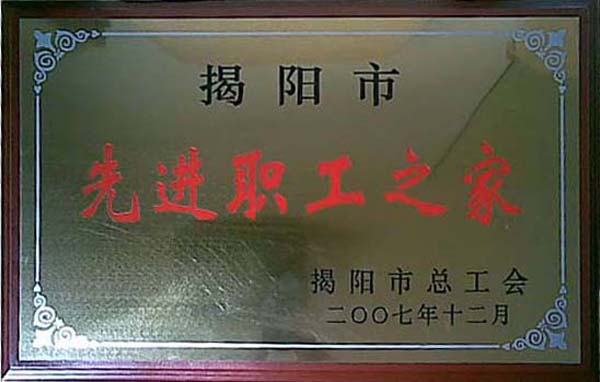 揭阳市
先进职工之家
揭阳市总工会
二〇〇七年十二月